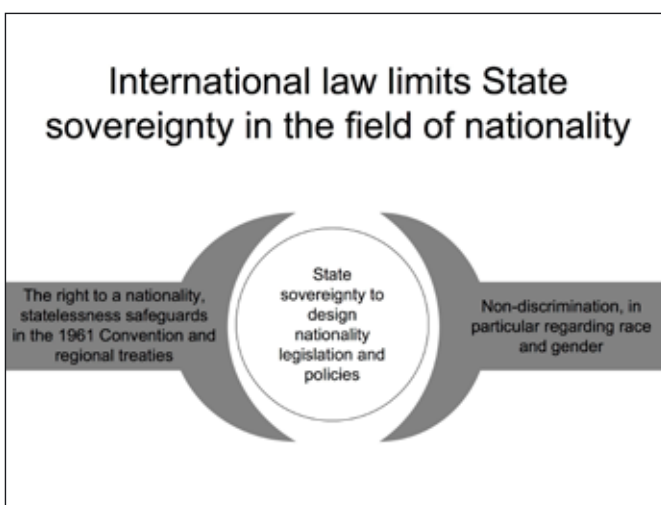 International law limits State
sovereignty in the field of nationality
The right to a nationality,
statelessness safeguards
in the 1961 Convention and
regional treaties
State
sovereignty to
design
nationality
legislation and
policies
Non-discrimination, in
particular regarding race
and gender